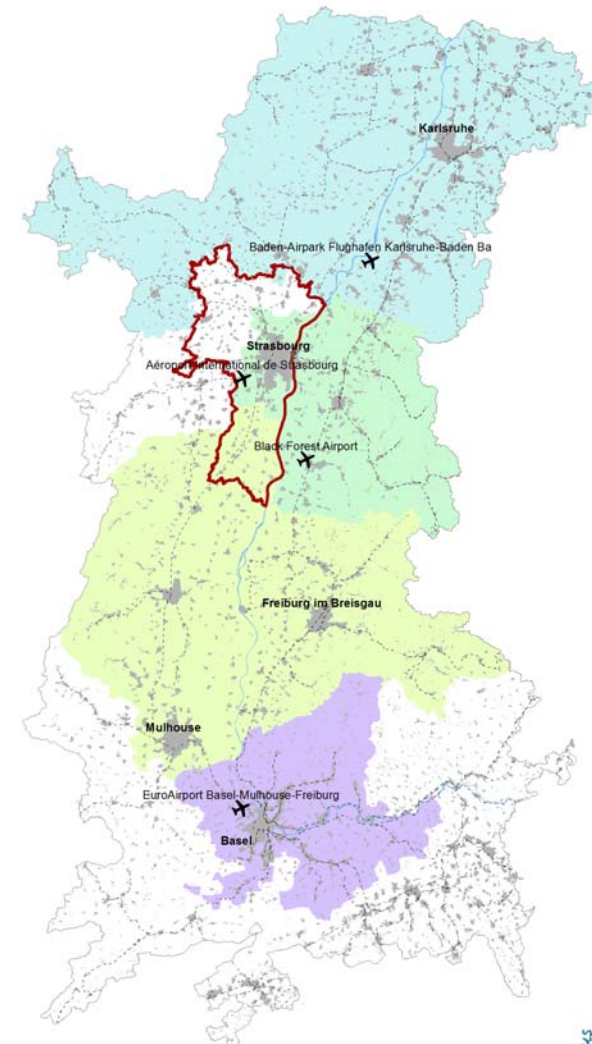 Karlsruhe
Baden-Airpark Flughafen Karlsruhe-Baden Ba
Strasbourg
Aéroport International de Strasbourg
Black Forest Airport
Freiburg im Breisgau
Mulhouse
EuroAirport Basel-Mulhouse-Freiburg
Basel